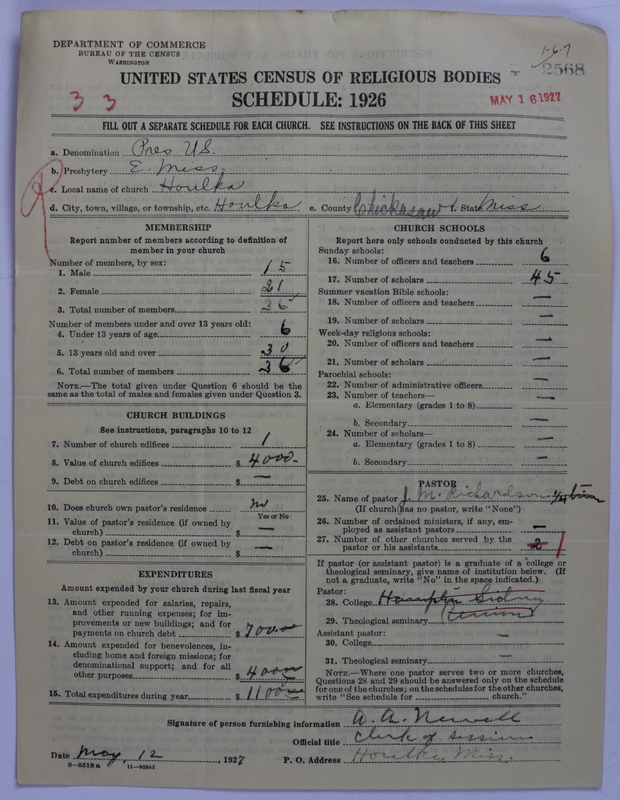 DEPARTMENT OF COMMERCE
BUREAU OF THE CENSUS
WASHINGTON
1-6-7
2568
UNITED STATES CENSUS OF RELIGIOUS BODIES
SCHEDULE: 1926
3 3
MAY 16 1927
FILL OUT A SEPARATE SCHEDULE FOR EACH CHURCH. SEE INSTRUCTIONS ON THE BACK OF THIS SHEET
a. Denomination Pres. U.S.
b. Presbytery E. Miss.
c. Local name of church Houlka
d. City, town, village, or township, etc. Houlka e. County Chickasaw f. State Miss
MEMBERSHIP
Report number of members according to definition of
member in your church
Number of members, by sex:
1. Male 15
2. Female 21
3. Total number of members 36
Number of members under and over 13 years old:
4. Under 13 years of age 6
5. 13 years old and over 30
6. Total number of members 36
NOTE.—The total given under Question 6 should be the
same as the total of males and females given under Question 3.
CHURCH BUILDINGS
See instructions, paragraphs 10 to 12
7. Number of church edifices 1
8. Value of church edifices $ 4000.-
9. Debt on church edifices $ —
10. Does church own pastor's residence? no
Yes or No
11. Value of pastor's residence (if owned by
church) $ —
12. Debt on pastor's residence (if owned by
church) $ —
EXPENDITURES
Amount expended by your church during last fiscal year
13. Amount expended for salaries, repairs,
and other running expenses; for im-
provements or new buildings; and for
payments on church debt $ 700.00
14. Amount expended for benevolences, in-
cluding home and foreign missions; for
denominational support; and for all
other purposes $ 400.00
15. Total expenditures during year $ 1100.00
CHURCH SCHOOLS
Report here only schools conducted by this church
Sunday schools:
16. Number of officers and teachers 6
17. Number of scholars 45
Summer vacation Bible schools:
18. Number of officers and teachers —
19. Number of scholars —
Week-day religious schools:
20. Number of officers and teachers —
21. Number of scholars —
Parochial schools:
22. Number of administrative officers —
23. Number of teachers—
a. Elementary (grades 1 to 8) —
b. Secondary —
24. Number of scholars—
a. Elementary (grades 1 to 8) —
b. Secondary —
PASTOR
25. Name of pastor J. M. Richardson 1/4 time
(If church has no pastor, write "None")
26. Number of ordained ministers, if any, em-
ployed as assistant pastors —
27. Number of other churches served by the
pastor or his assistants 2 1
If pastor (or assistant pastor) is a graduate of a college or
theological seminary, give name of institution below. (If
not a graduate, write "No" in the space indicated.)
Pastor:
28. College Hampden Sidney
29. Theological seminary Union
Assistant pastor:
30. College —
31. Theological seminary —
NOTE.—Where one pastor serves two or more churches,
Questions 28 and 29 should be answered only on the schedule
for one of the churches; on the schedules for the other churches,
write "See schedule for church."
Signature of person furnishing information A. A. Newell
Official title Clerk of Session
Date May, 12, 1927 P. O. Address Houlka, Miss.
8-5319 a 11-95545